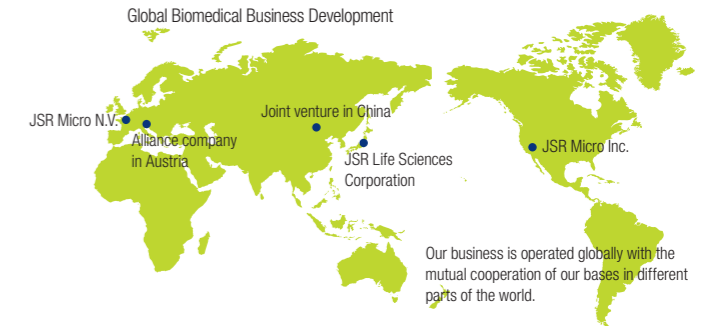 Global Biomedical Business Development
JSR Micro N.V.
Alliance company
in Austria
Joint venture in China
JSR Life Sciences
Corporation
JSR Micro Inc.
Our business is operated globally with the
mutual cooperation of our bases in different
parts of the world.